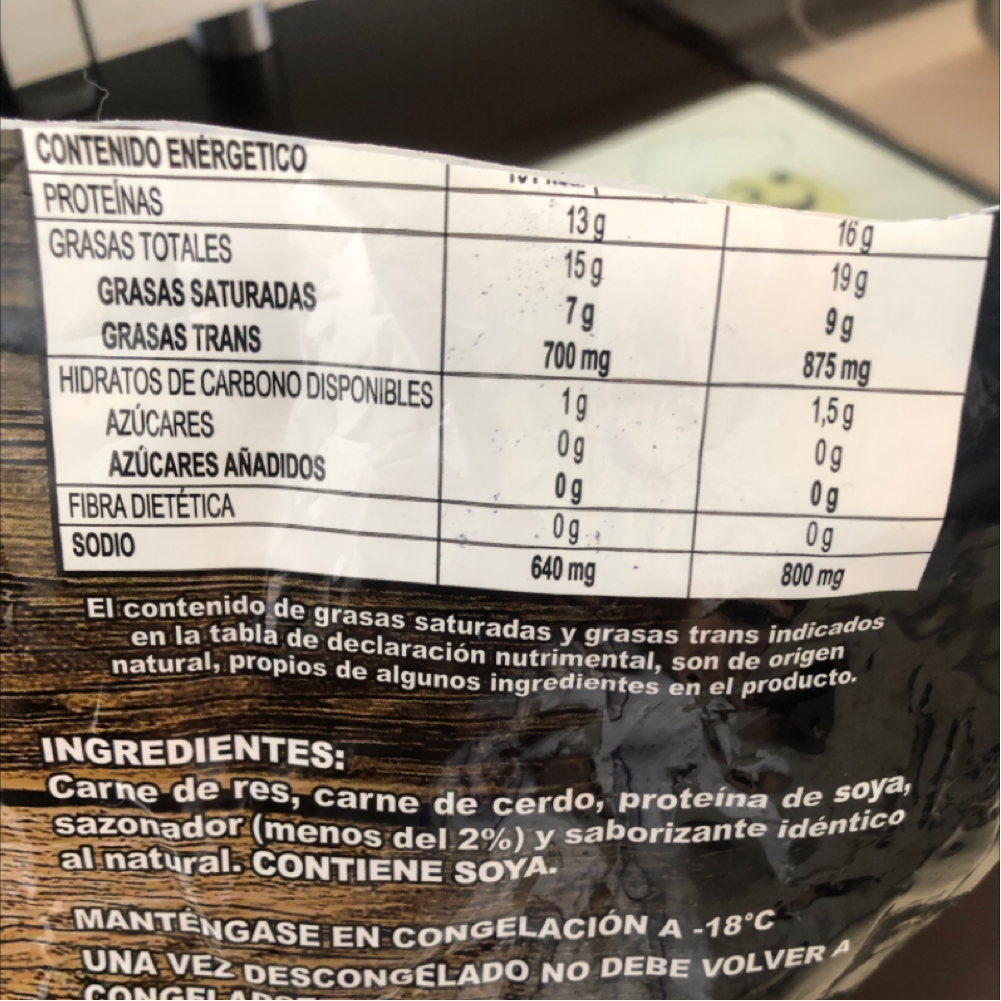 CONTENIDO ENÉRGETICO
PROTEÍNAS 13 g 16 g
GRASAS TOTALES 15 g 19 g
GRASAS SATURADAS 7 g 9 g
GRASAS TRANS 700 mg 875 mg
HIDRATOS DE CARBONO DISPONIBLES 1 g 1,5 g
AZÚCARES 0 g 0 g
AZÚCARES AÑADIDOS 0 g 0 g
FIBRA DIETÉTICA 0 g 0 g
SODIO 640 mg 800 mg
El contenido de grasas saturadas y grasas trans indicados
en la tabla de declaración nutrimental, son de origen
natural, propios de algunos ingredientes en el producto.
INGREDIENTES:
Carne de res, carne de cerdo, proteína de soya,
sazonador (menos del 2%) y saborizante idéntico
al natural. CONTIENE SOYA.
MANTÉNGASE EN CONGELACIÓN A -18°C
UNA VEZ DESCONGELADO NO DEBE VOLVER A